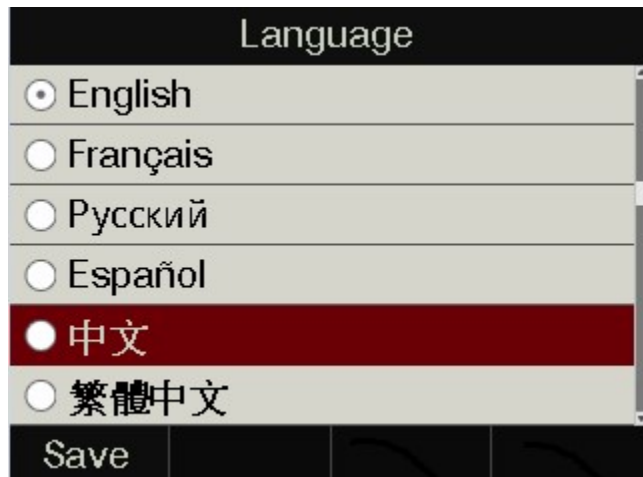 Language
English
Français
Русский
Español
中文
繁體中文
Save